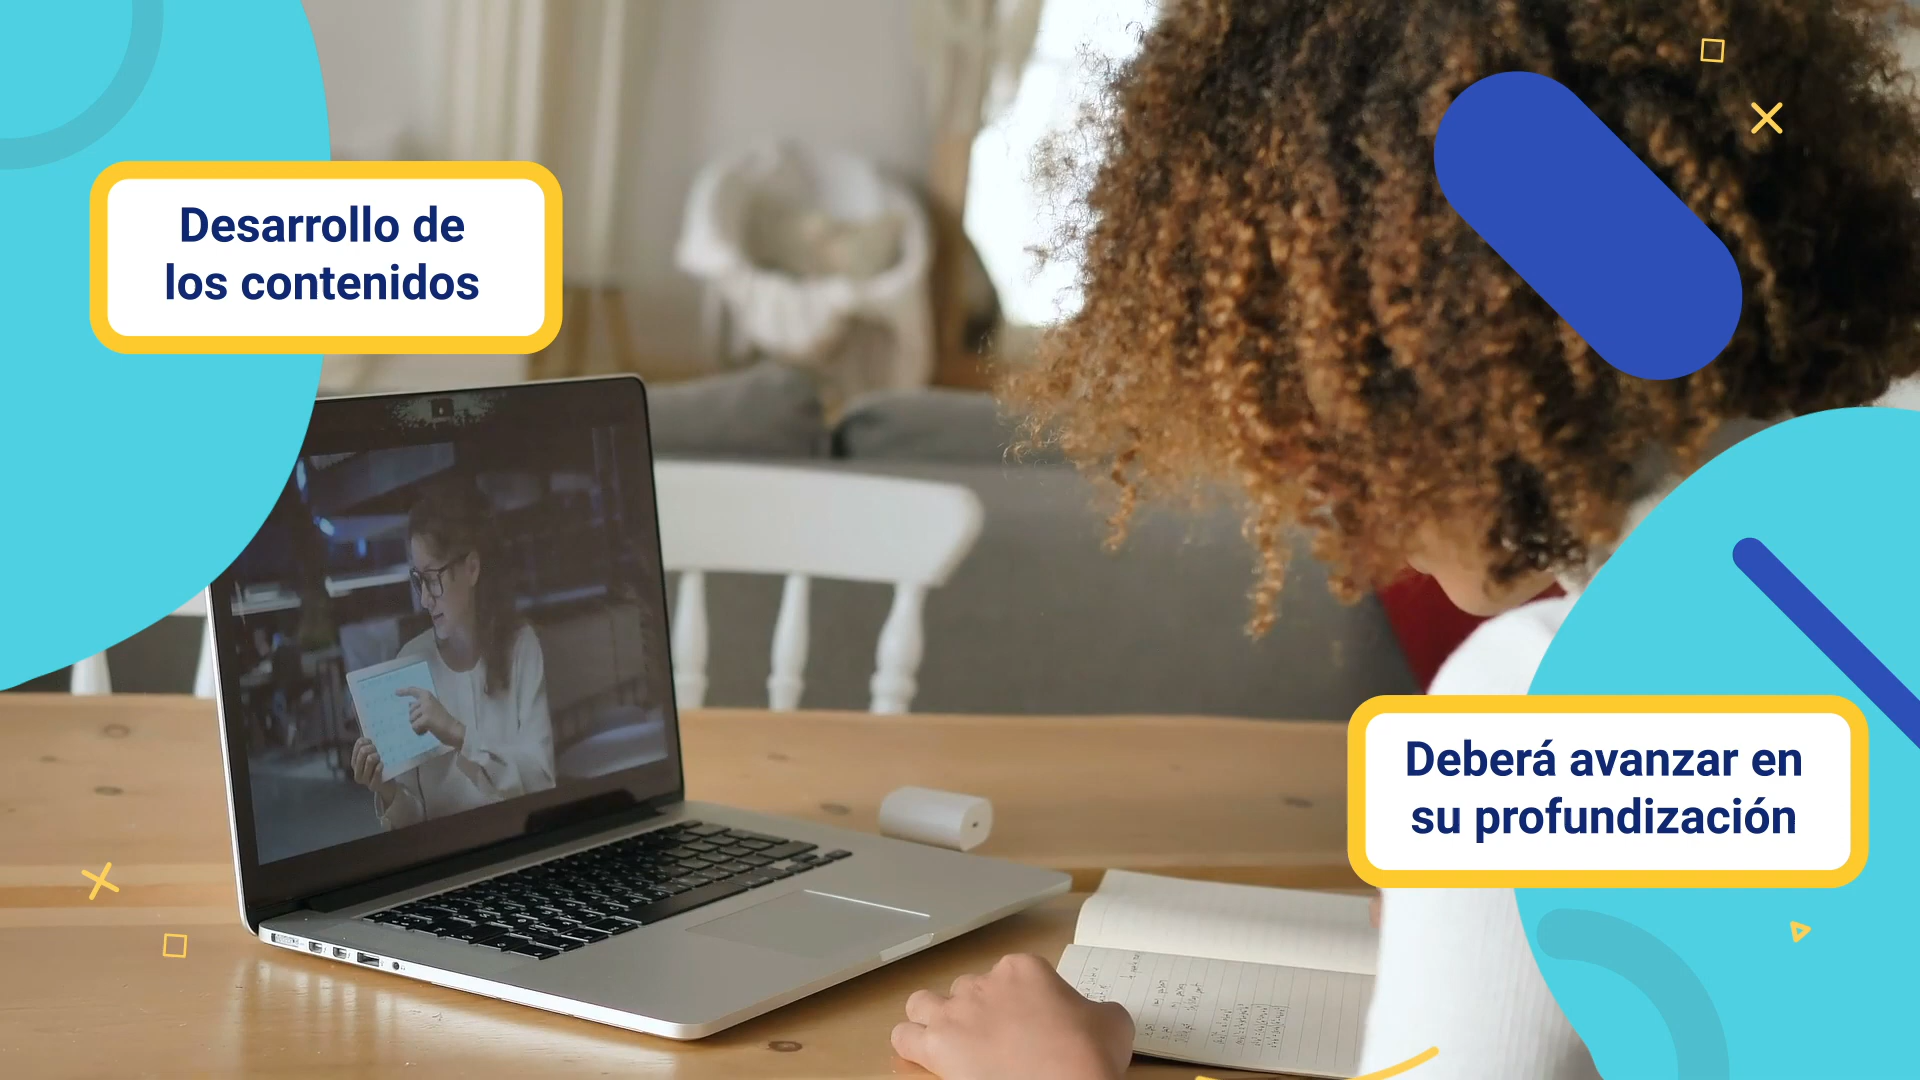 Desarrollo de
los contenidos
Deberá avanzar en
su profundización